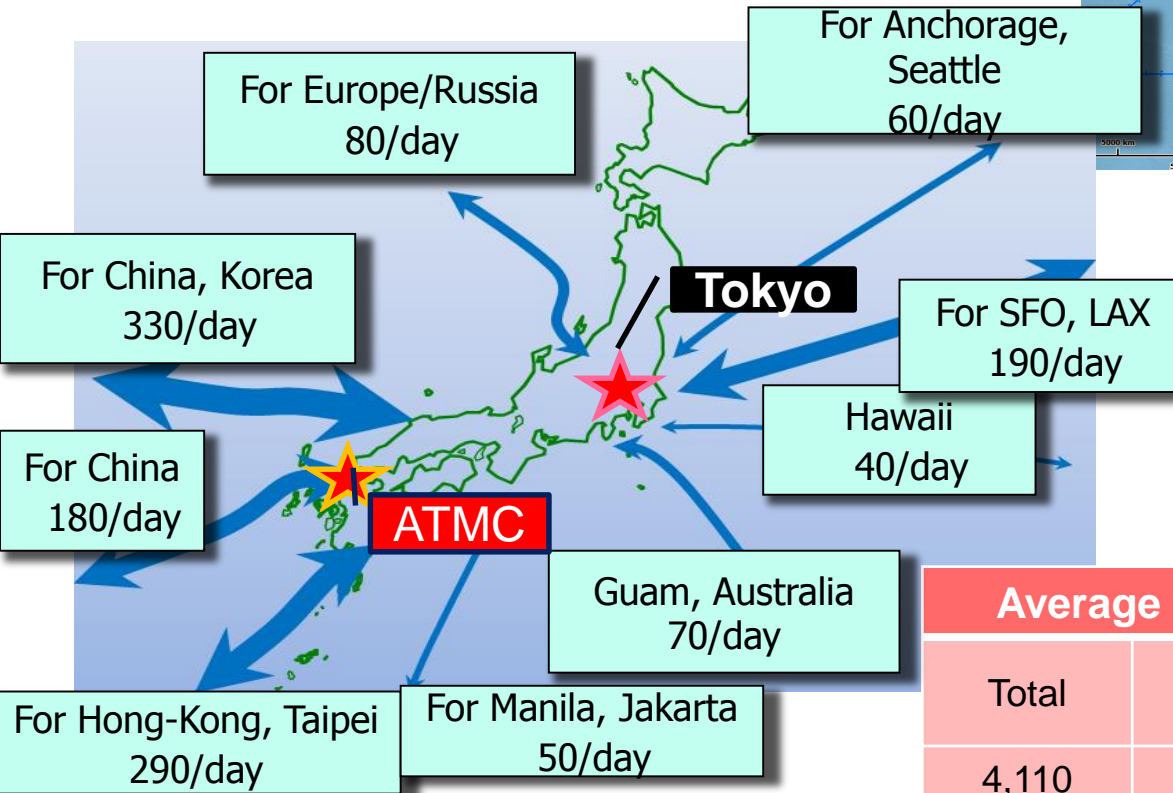 For Anchorage,
Seattle
60/day
5000 km
For Europe/Russia
80/day
For China, Korea
330/day
Tokyo
For SFO, LAX
190/day
Hawaii
40/day
For China
180/day
ATMC
Guam, Australia
70/day
For Hong-Kong, Taipei
290/day
For Manila, Jakarta
50/day
Average
Total
4,110